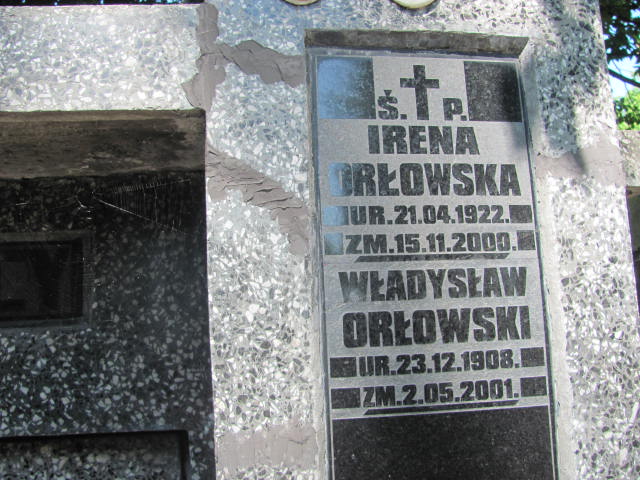 Ś. P.
IRENA
ORŁOWSKA
UR. 21.04.1922.
ZM. 15.11.2000.
WŁADYSŁAW
ORŁOWSKI
UR. 23.12.1908.
ZM. 2.05.2001.